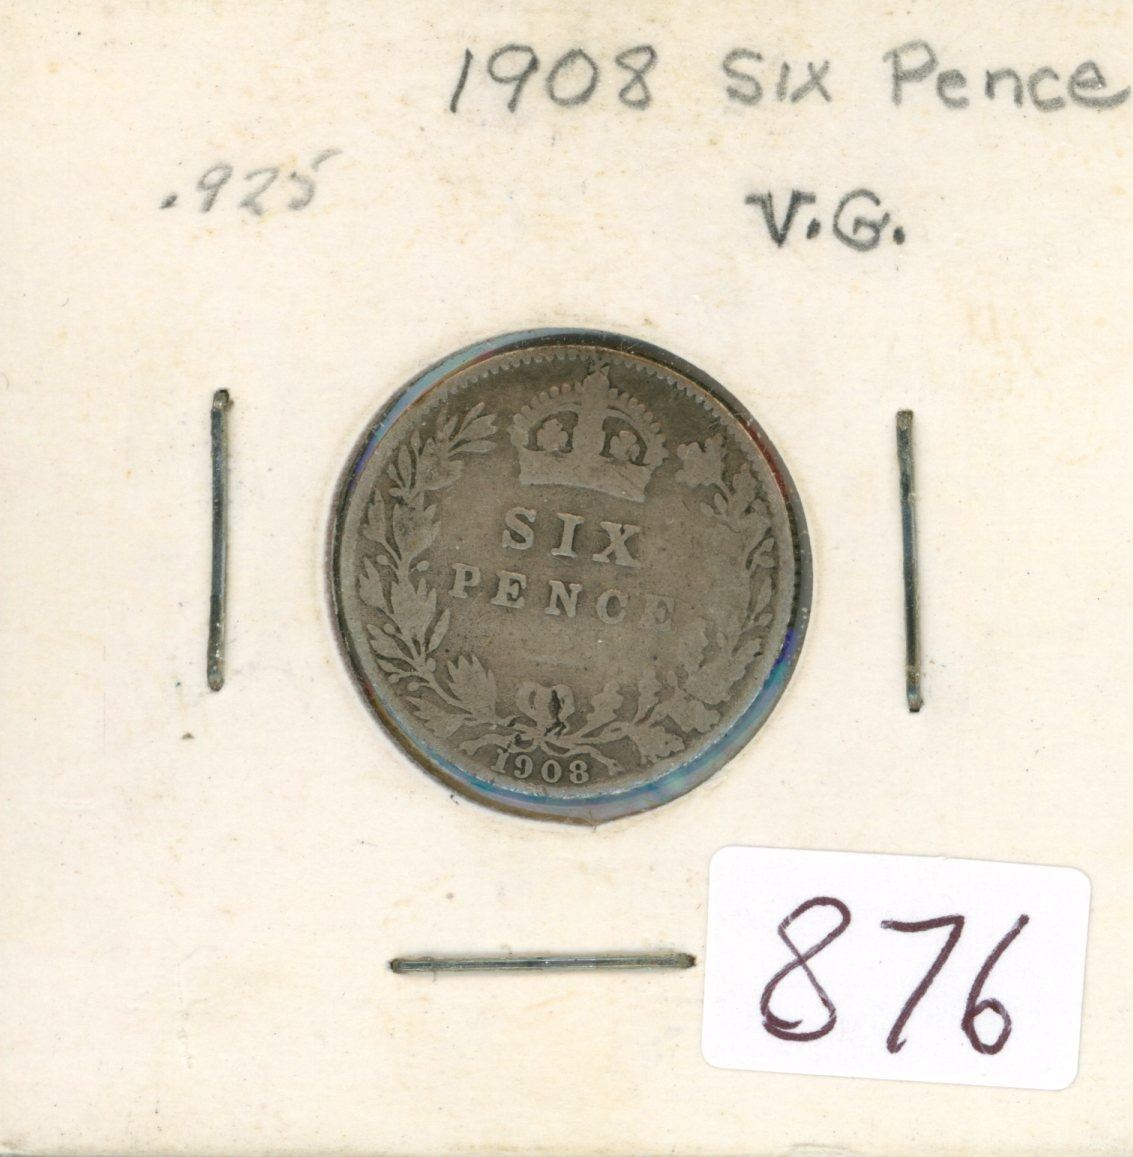 1908 Six Pence
.925
V.G.
SIX
PENCE
1908
876